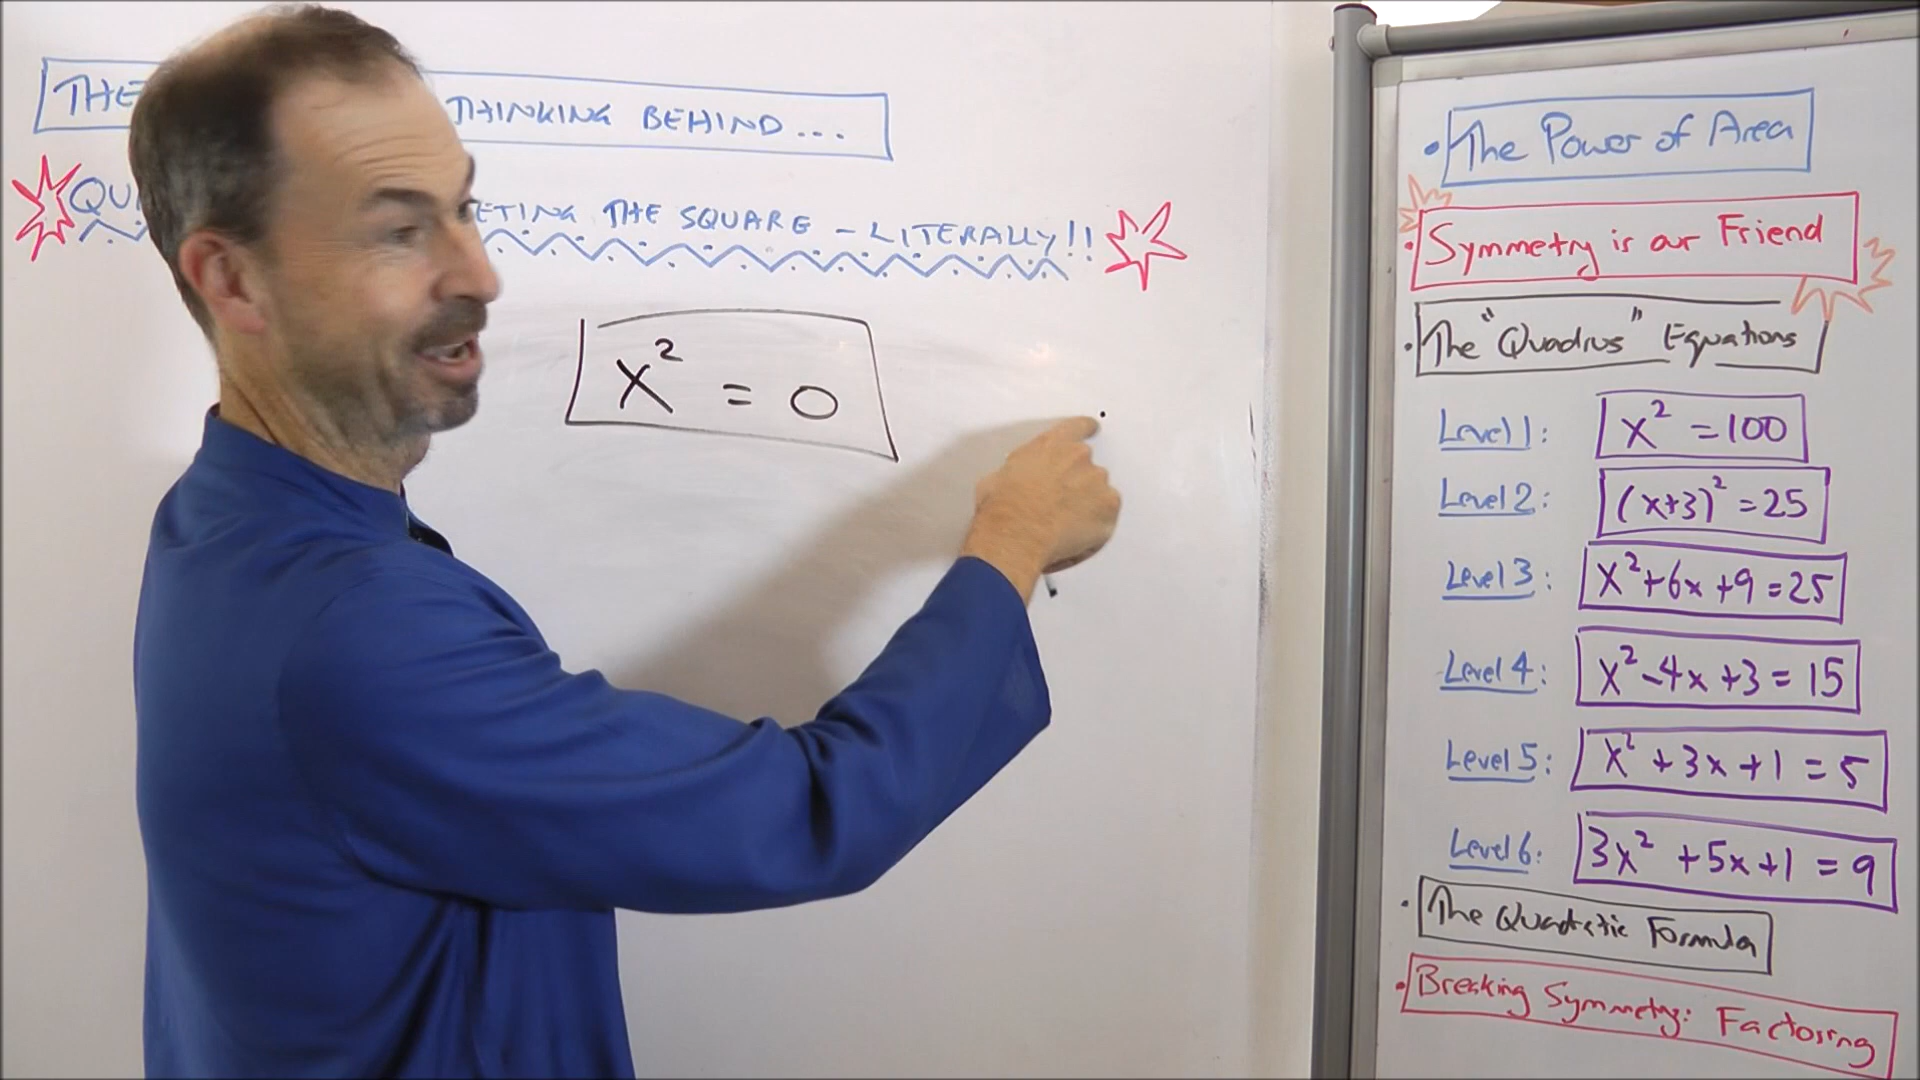 THE THINKING BEHIND...
QU ETING THE SQUARE - LITERALLY!!
x² = 0
• The Power of Area
• Symmetry is our Friend
• The "Quadrus" Equations
Level 1: x² = 100
Level 2: (x+3)² = 25
Level 3: x²+6x+9 = 25
Level 4: x²-4x+3 = 15
Level 5: x²+3x+1 = 5
Level 6: 3x²+5x+1 = 9
• The Quadratic Formula
• Breaking Symmetry: Factoring